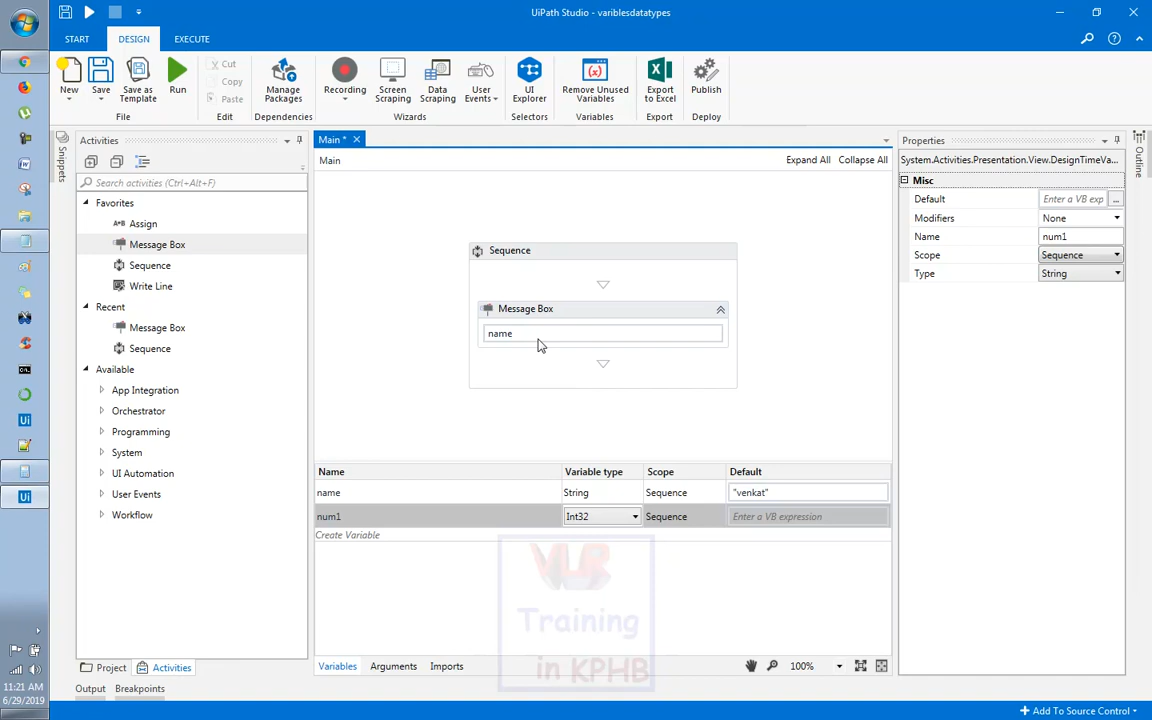 UiPath Studio - variblesdatatypes
START
DESIGN
EXECUTE
New
Save
Save as Template
Run
Cut
Copy
Paste
Manage Packages
Recording
Screen Scraping
Data Scraping
User Events
UI Explorer
Remove Unused Variables
Export to Excel
Publish
File
Edit
Dependencies
Wizards
Selectors
Variables
Export
Deploy
Snippets
Activities
Search activities (Ctrl+Alt+F)
Favorites
Assign
Message Box
Sequence
Write Line
Recent
Message Box
Sequence
Available
App Integration
Orchestrator
Programming
System
UI Automation
User Events
Workflow
Project
Activities
Output
Breakpoints
Main *
Main
Expand All
Collapse All
Sequence
Message Box
name
Name Variable type Scope Default
name String Sequence "venkat"
num1 Int32 Sequence Enter a VB expression
Create Variable
VLR
Training
in KPHB
Variables
Arguments
Imports
100%
Properties
System.Activities.Presentation.View.DesignTimeVa...
Misc
Default Enter a VB exp ...
Modifiers None
Name num1
Scope Sequence
Type String
Outline
11:21 AM
6/29/2019
Add To Source Control